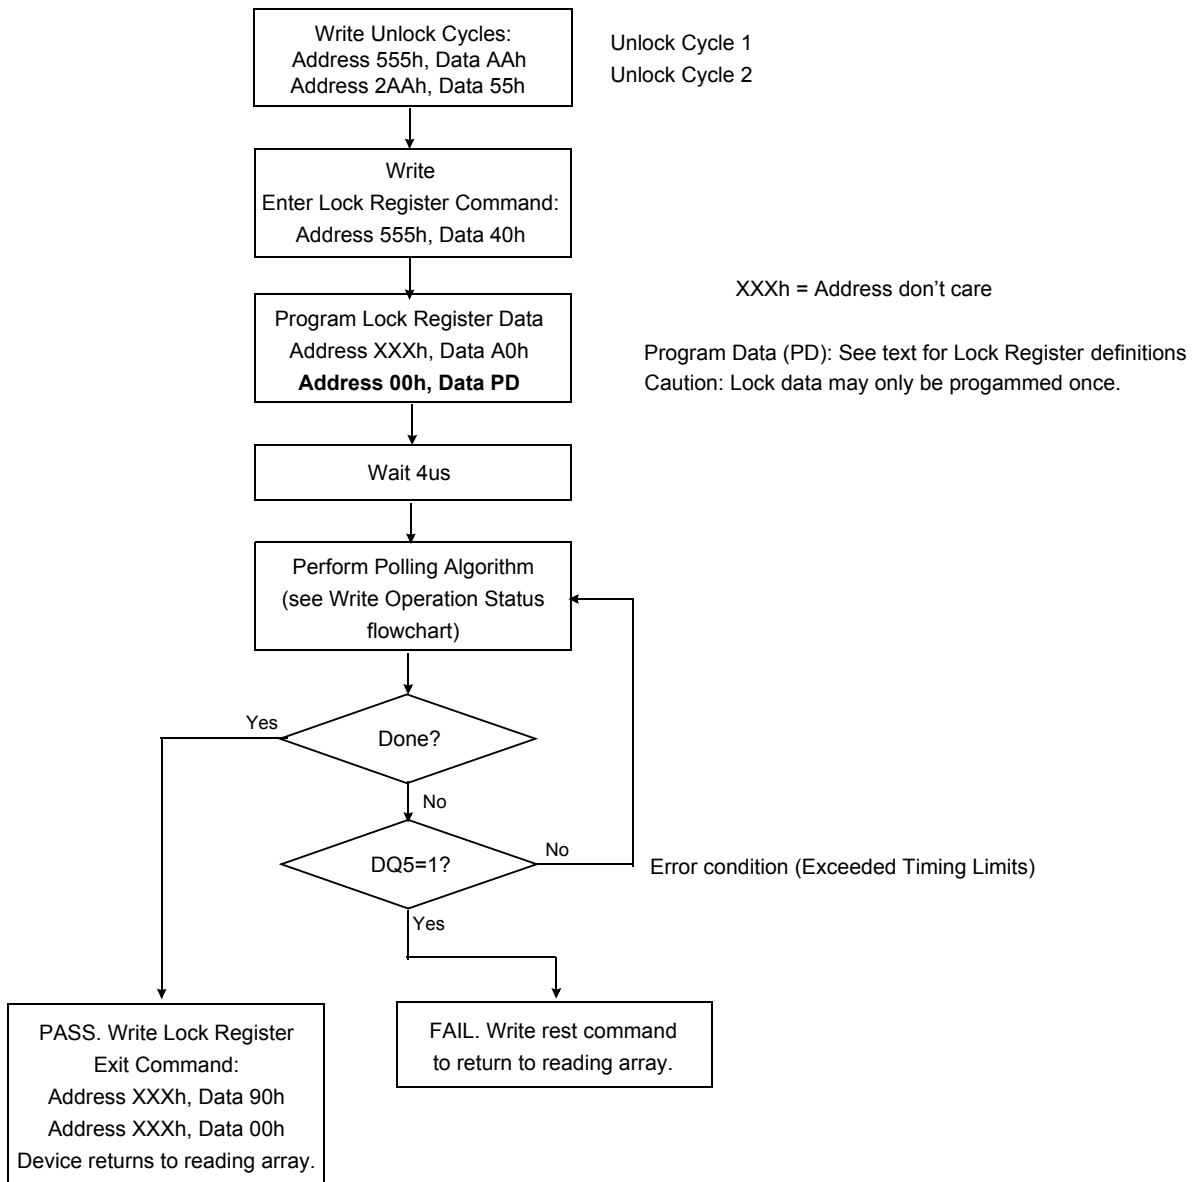 Write Unlock Cycles:
Address 555h, Data AAh
Address 2AAh, Data 55h
Unlock Cycle 1
Unlock Cycle 2
Write
Enter Lock Register Command:
Address 555h, Data 40h
XXXh = Address don't care
Program Lock Register Data
Address XXXh, Data A0h
Address 00h, Data PD
Program Data (PD): See text for Lock Register definitions
Caution: Lock data may only be progammed once.
Wait 4us
Perform Polling Algorithm
(see Write Operation Status
flowchart)
Yes
Done?
No
DQ5=1?
No
Error condition (Exceeded Timing Limits)
Yes
PASS. Write Lock Register
Exit Command:
Address XXXh, Data 90h
Address XXXh, Data 00h
Device returns to reading array.
FAIL. Write rest command
to return to reading array.